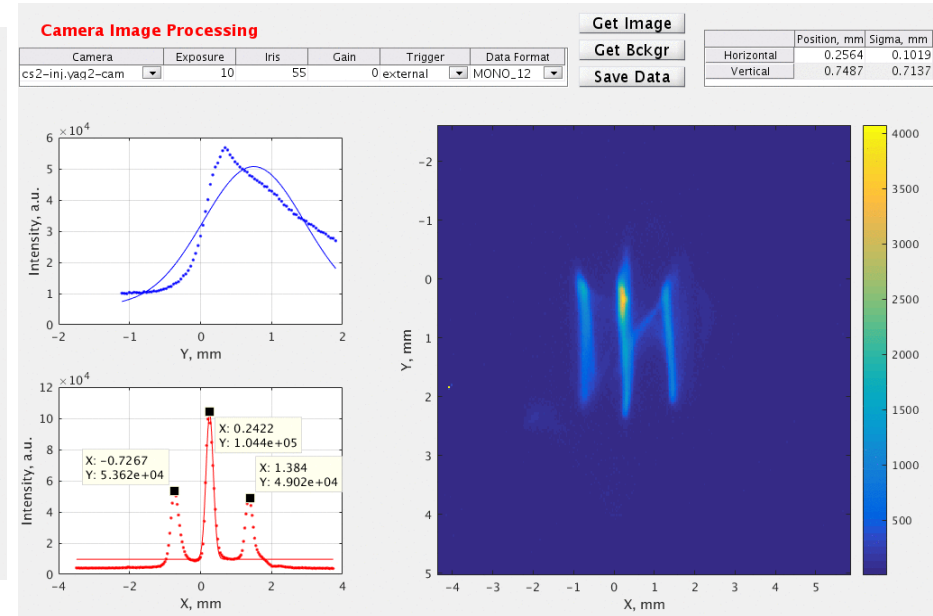 Camera Image Processing
Get Image
Get Bckgr
Save Data
Camera Exposure Iris Gain Trigger Data Format
cs2-inj.yag2-cam 10 55 0 external MONO_12
Position, mm Sigma, mm
Horizontal 0.2564 0.1019
Vertical 0.7487 0.7137
×10⁴
6
5
4
3
2
1
0
Intensity, a.u.
-2 -1 0 1 2
Y, mm
×10⁴
12
10
8
6
4
2
0
Intensity, a.u.
X: -0.7267
Y: 5.362e+04
X: 0.2422
Y: 1.044e+05
X: 1.384
Y: 4.902e+04
-4 -2 0 2 4
X, mm
-2
-1
0
1
2
3
4
5
Y, mm
-4 -3 -2 -1 0 1 2 3 4 5
X, mm
4000
3500
3000
2500
2000
1500
1000
500